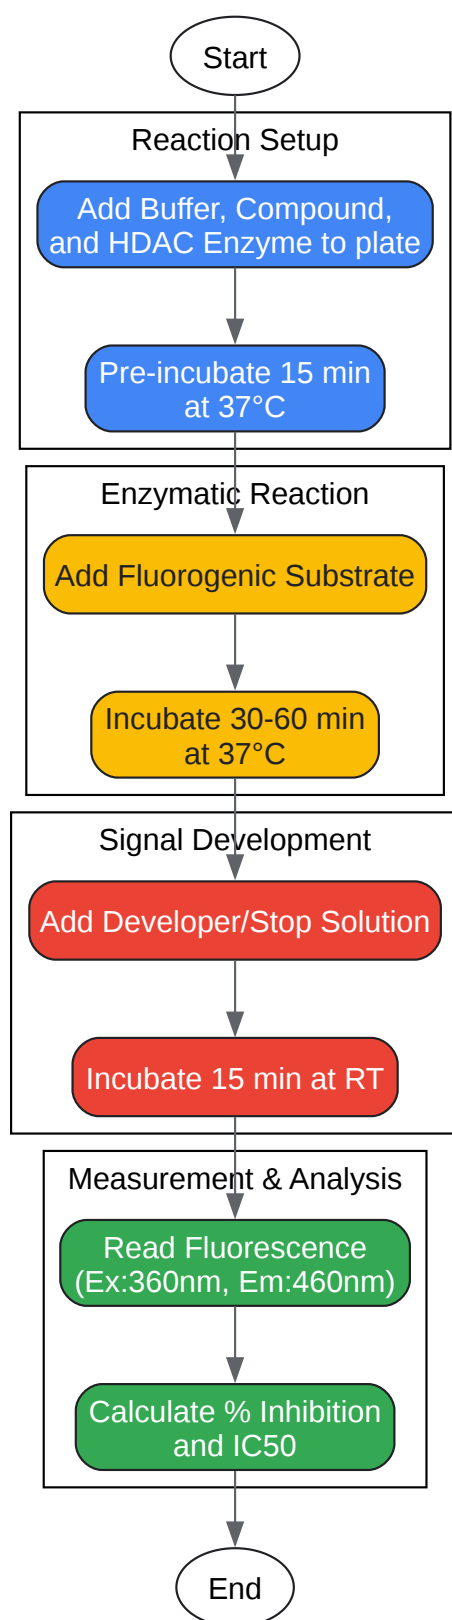 Start
Reaction Setup
Add Buffer, Compound,
and HDAC Enzyme to plate
Pre-incubate 15 min
at 37°C
Enzymatic Reaction
Add Fluorogenic Substrate
Incubate 30-60 min
at 37°C
Signal Development
Add Developer/Stop Solution
Incubate 15 min at RT
Measurement & Analysis
Read Fluorescence
(Ex:360nm, Em:460nm)
Calculate % Inhibition
and IC50
End